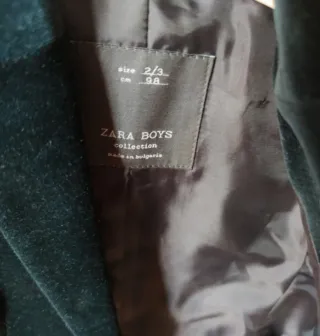 size 2/3
cm 98
ZARA BOYS
collection
made in bulgaria